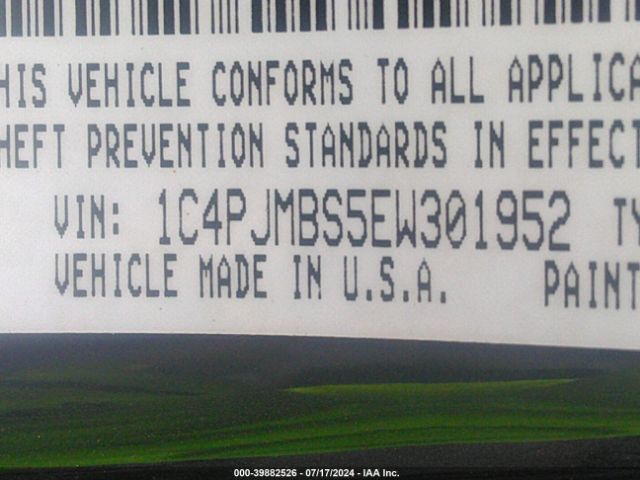 HIS VEHICLE CONFORMS TO ALL APPLICA
HEFT PREVENTION STANDARDS IN EFFECT
VIN: 1C4PJMBS5EW301952 TY
VEHICLE MADE IN U.S.A. PAINT
000-39882526 - 07/17/2024 - IAA Inc.